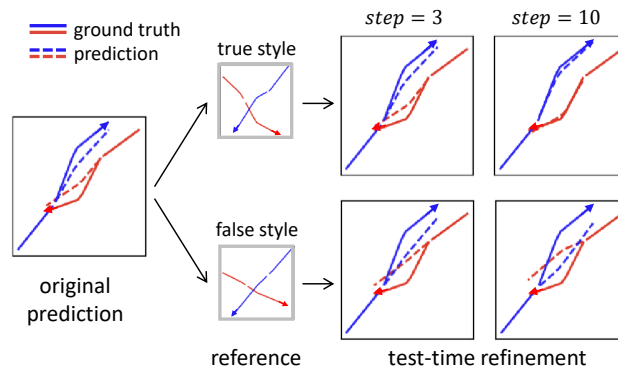 ground truth
prediction
true style
step = 3
step = 10
original
prediction
false style
reference
test-time refinement